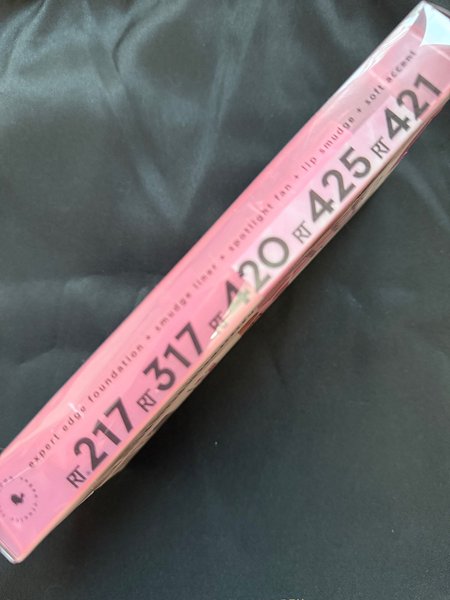 expert edge foundation + smudge liner + spotlight fan + lip smudge + soft accent
RT 217 RT 317 RT 420 RT 425 RT 421